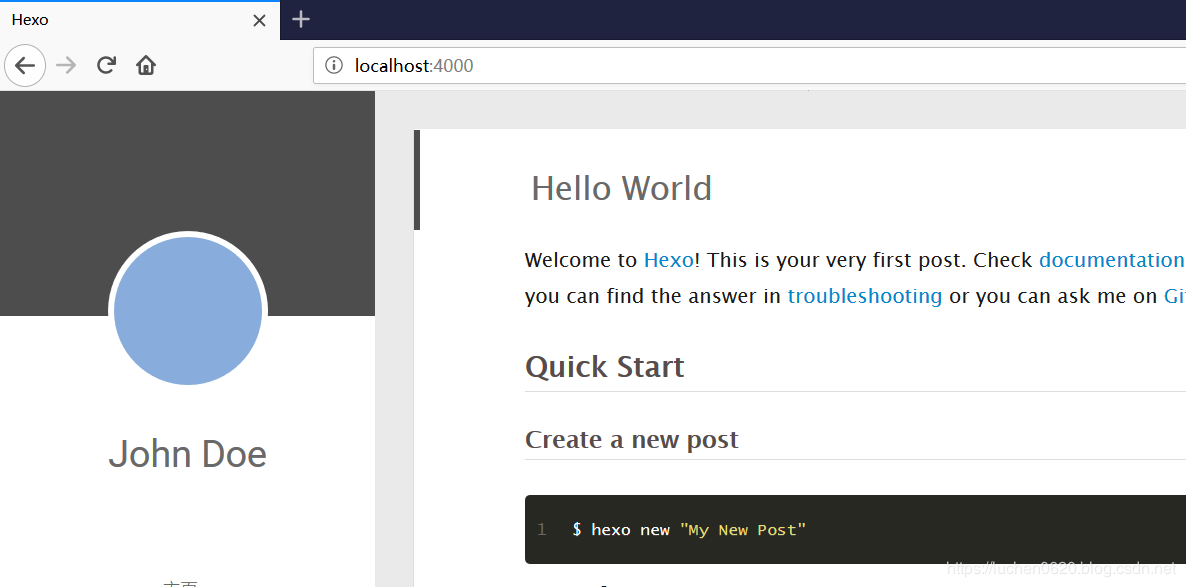 Hexo
localhost:4000
Hello World
Welcome to Hexo! This is your very first post. Check documentation
you can find the answer in troubleshooting or you can ask me on Gi
Quick Start
Create a new post
1 $ hexo new "My New Post"
John Doe
主页
https://luchen0620.blog.csdn.net